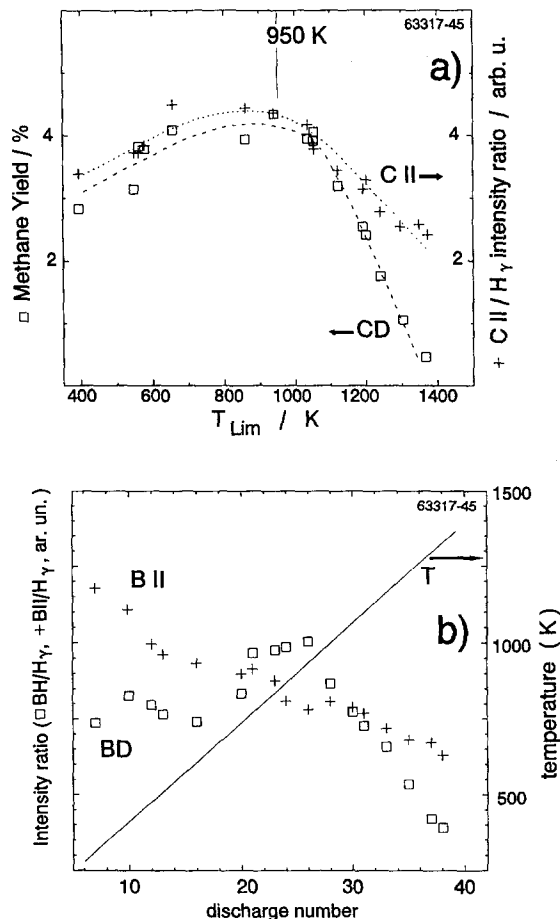 63317-45
950 K
a)
4
2
□ Methane Yield / %
4
2
+ C II / Hγ intensity ratio / arb. u.
C II
CD
400 600 800 1000 1200 1400
T Lim / K
63317-45
1500
1000
500
temperature ( K )
Intensity ratio (□BH/Hγ, +BII/Hγ, ar. un.)
B II
T
b)
BD
10 20 30 40
discharge number